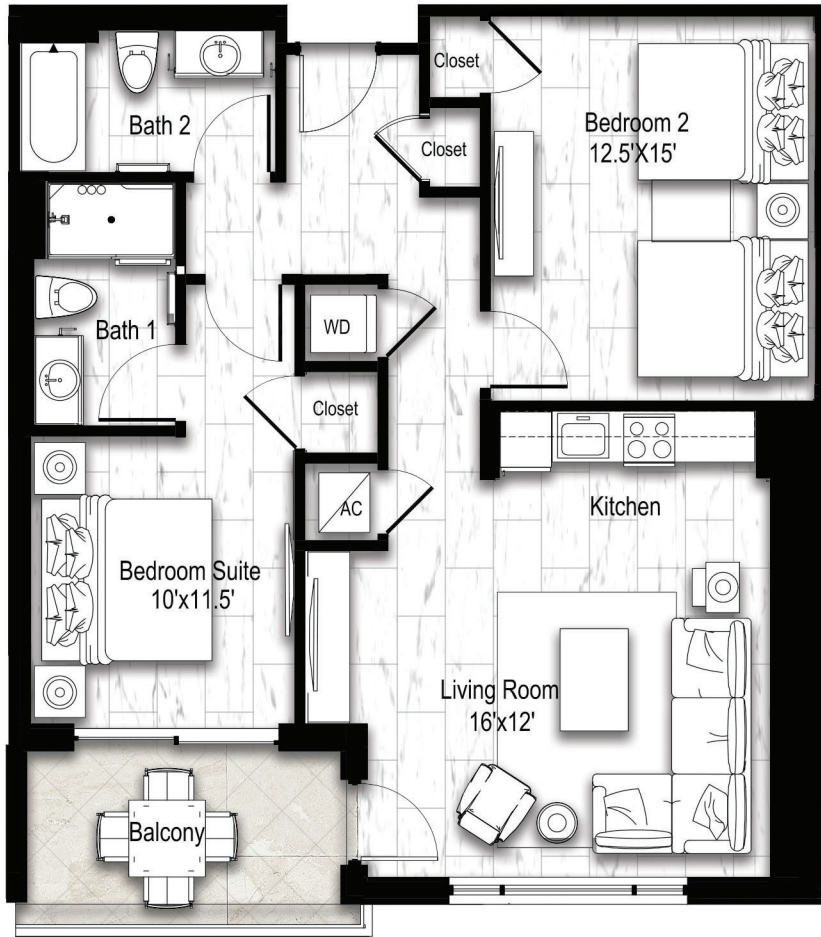 Closet
Bath 2
Closet
Bedroom 2
12.5'X15'
Bath 1
WD
Closet
AC
Kitchen
Bedroom Suite
10'x11.5'
Living Room
16'x12'
Balcony